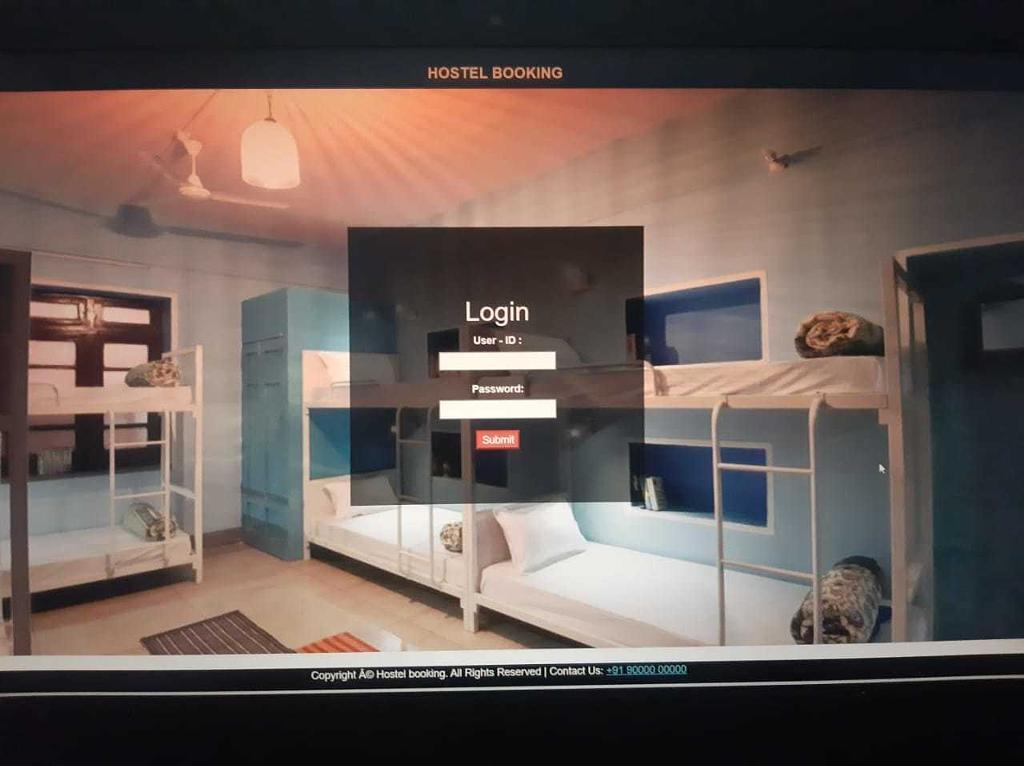 HOSTEL BOOKING
Login
User - ID :
Password:
Submit
Copyright Â© Hostel booking. All Rights Reserved | Contact Us: +91 90000 00000